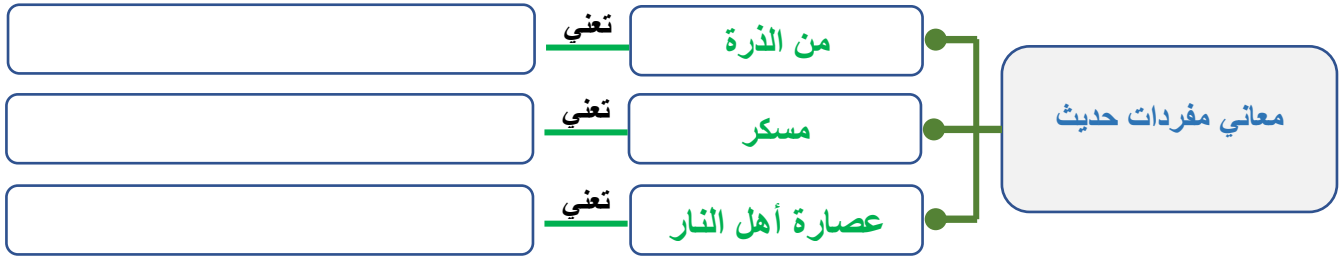 معاني مفردات حديث
من الذرة
تعني
مسكر
تعني
عصارة أهل النار
تعني